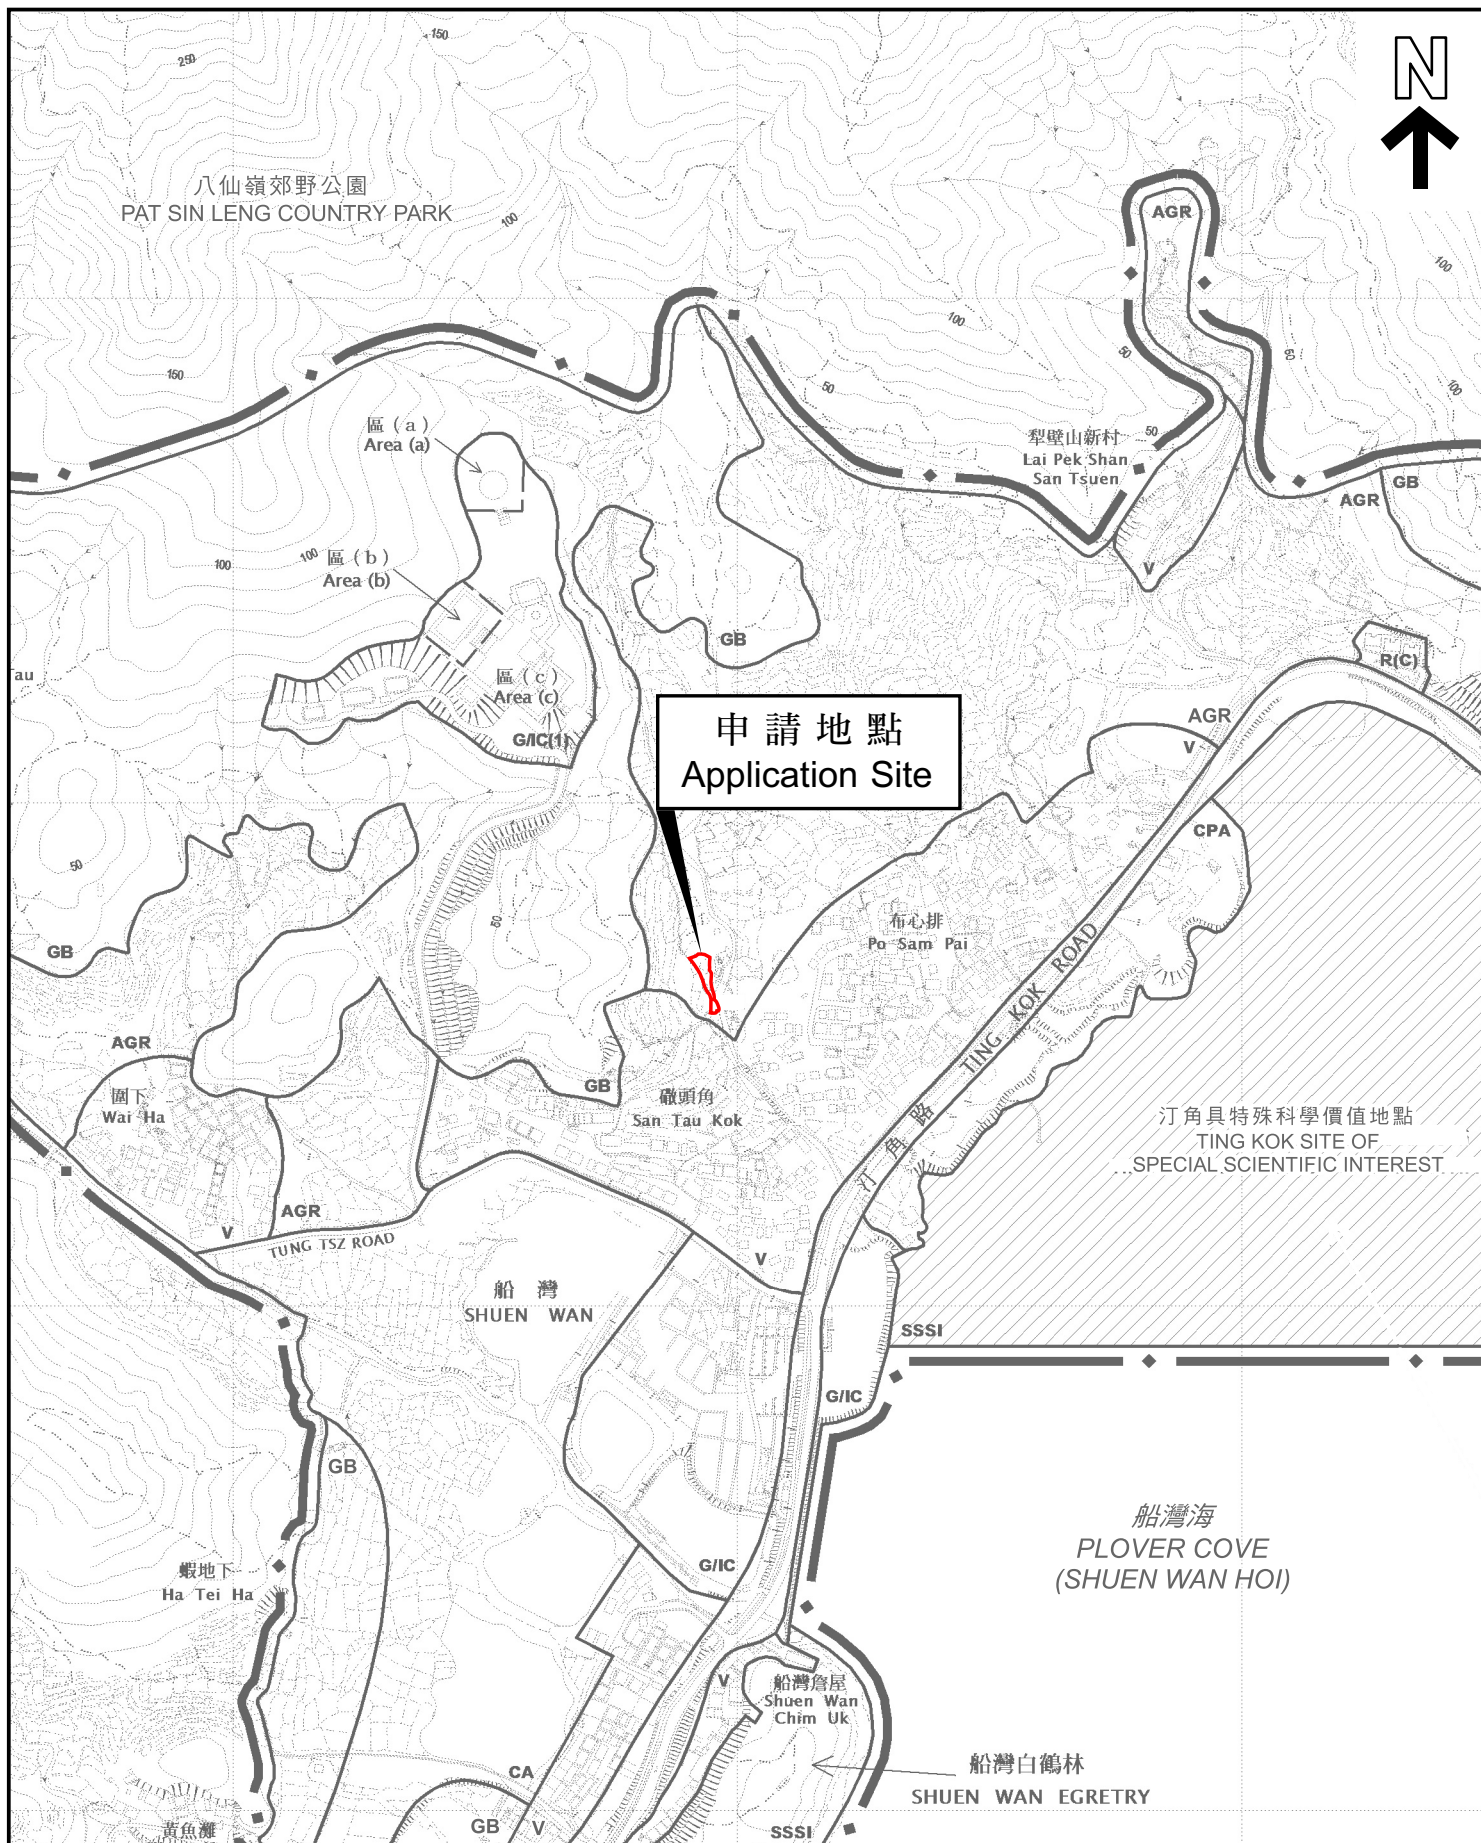 150
250
N
八仙嶺郊野公園
PAT SIN LENG COUNTRY PARK
100
AGR
100
100
60
50
150
50
100
區 ( a )
Area (a)
犁壁山新村
Lai Pek Shan
San Tsuen
50
GB
AGR
100
區 ( b )
Area (b)
100
V
GB
au
區 ( c )
Area (c)
R(C)
G/IC(1)
申請地點
Application Site
AGR
V
CPA
50
50
布心排
Po Sam Pai
GB
汀角路 TING KOK ROAD
AGR
圍下
Wai Ha
GB
磡頭角
San Tau Kok
汀角具特殊科學價值地點
TING KOK SITE OF
SPECIAL SCIENTIFIC INTEREST
AGR
V
TUNG TSZ ROAD
V
船灣
SHUEN WAN
SSSI
G/IC
GB
船灣海
PLOVER COVE
(SHUEN WAN HOI)
G/IC
蝦地下
Ha Tei Ha
V
船灣詹屋
Shuen Wan
Chim Uk
船灣白鶴林
SHUEN WAN EGRETRY
CA
GB
V
SSSI
黃魚灘